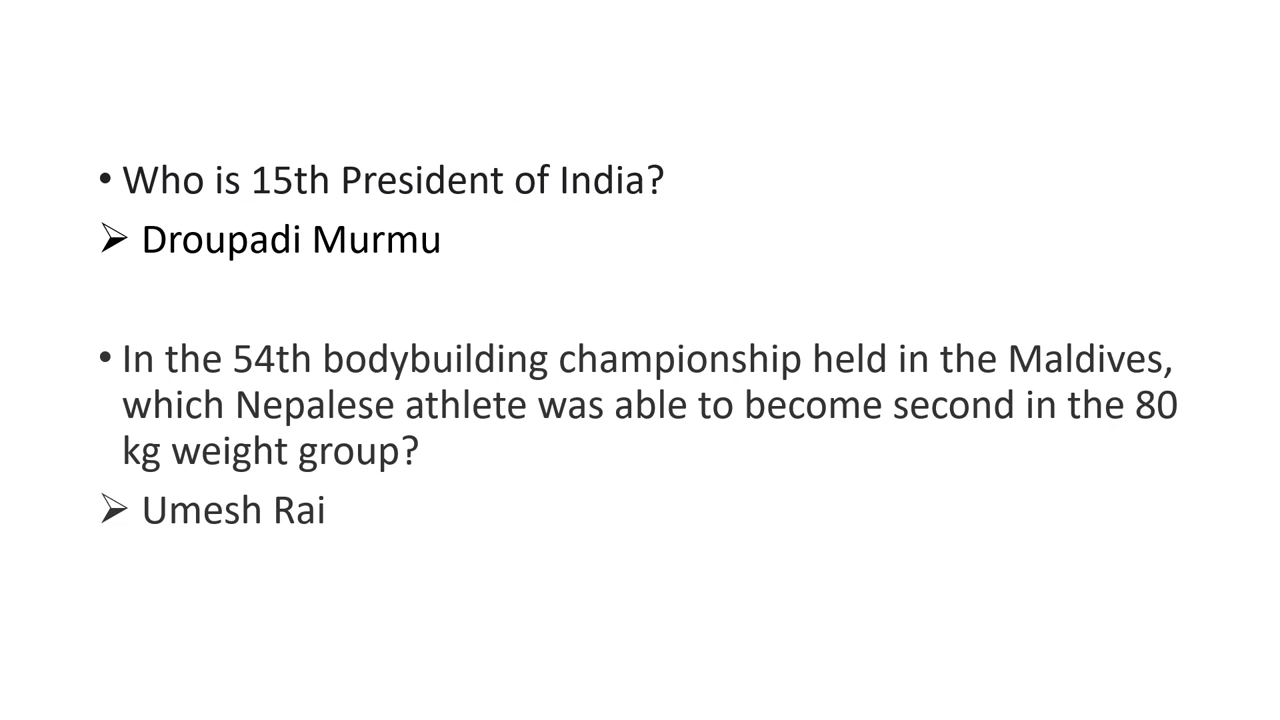 • Who is 15th President of India?
➢ Droupadi Murmu
• In the 54th bodybuilding championship held in the Maldives,
which Nepalese athlete was able to become second in the 80
kg weight group?
➢ Umesh Rai